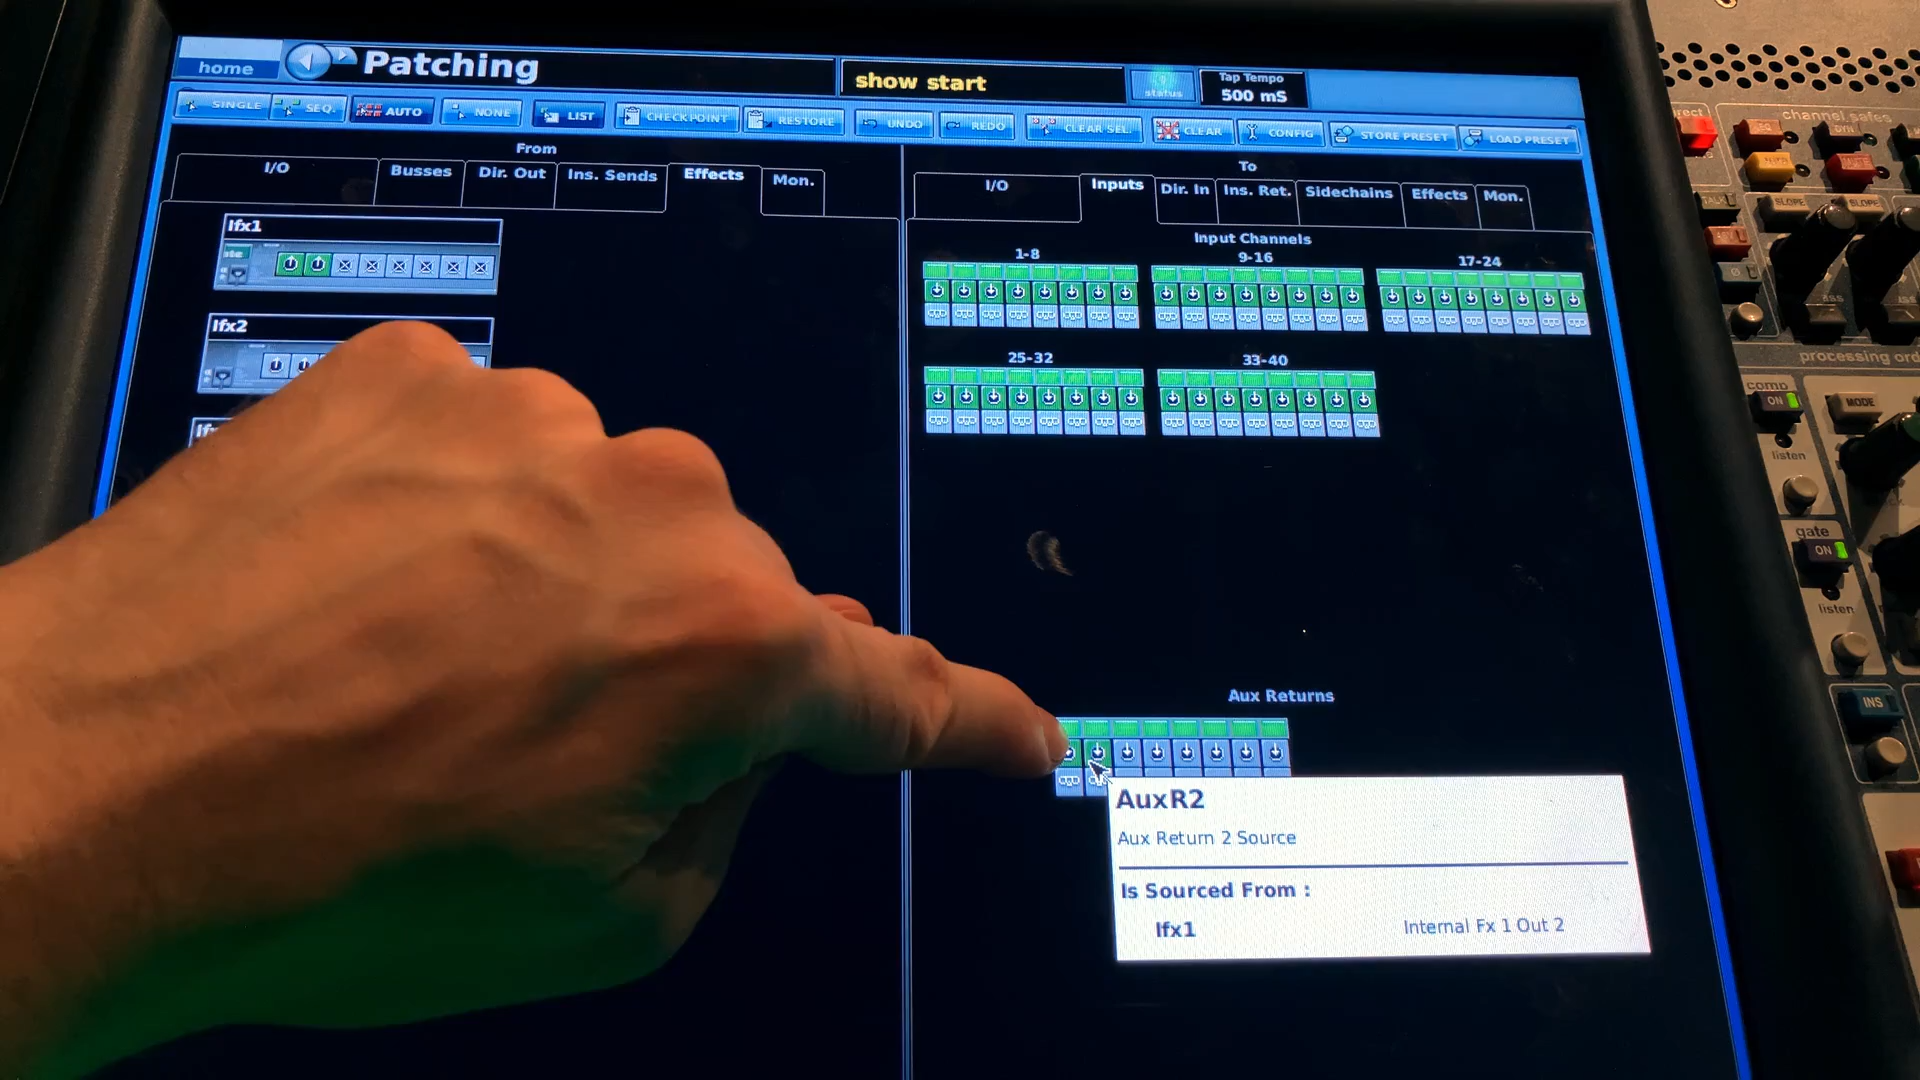 home
Patching
show start
status
Tap Tempo
500 mS
SINGLE
SEQ.
AUTO
NONE
LIST
CHECKPOINT
RESTORE
UNDO
REDO
CLEAR SEL.
CLEAR
CONFIG
STORE PRESET
LOAD PRESET
From
I/O
Busses
Dir. Out
Ins. Sends
Effects
Mon.
Ifx1
Ifx2
To
I/O
Inputs
Dir. In
Ins. Ret.
Sidechains
Effects
Mon.
Input Channels
1-8
9-16
17-24
25-32
33-40
Aux Returns
AuxR2
Aux Return 2 Source
Is Sourced From :
Ifx1
Internal Fx 1 Out 2
channel safes
SLOPE
SLOPE
processing ord
comp
ON
MODE
listen
gate
ON
listen
INS